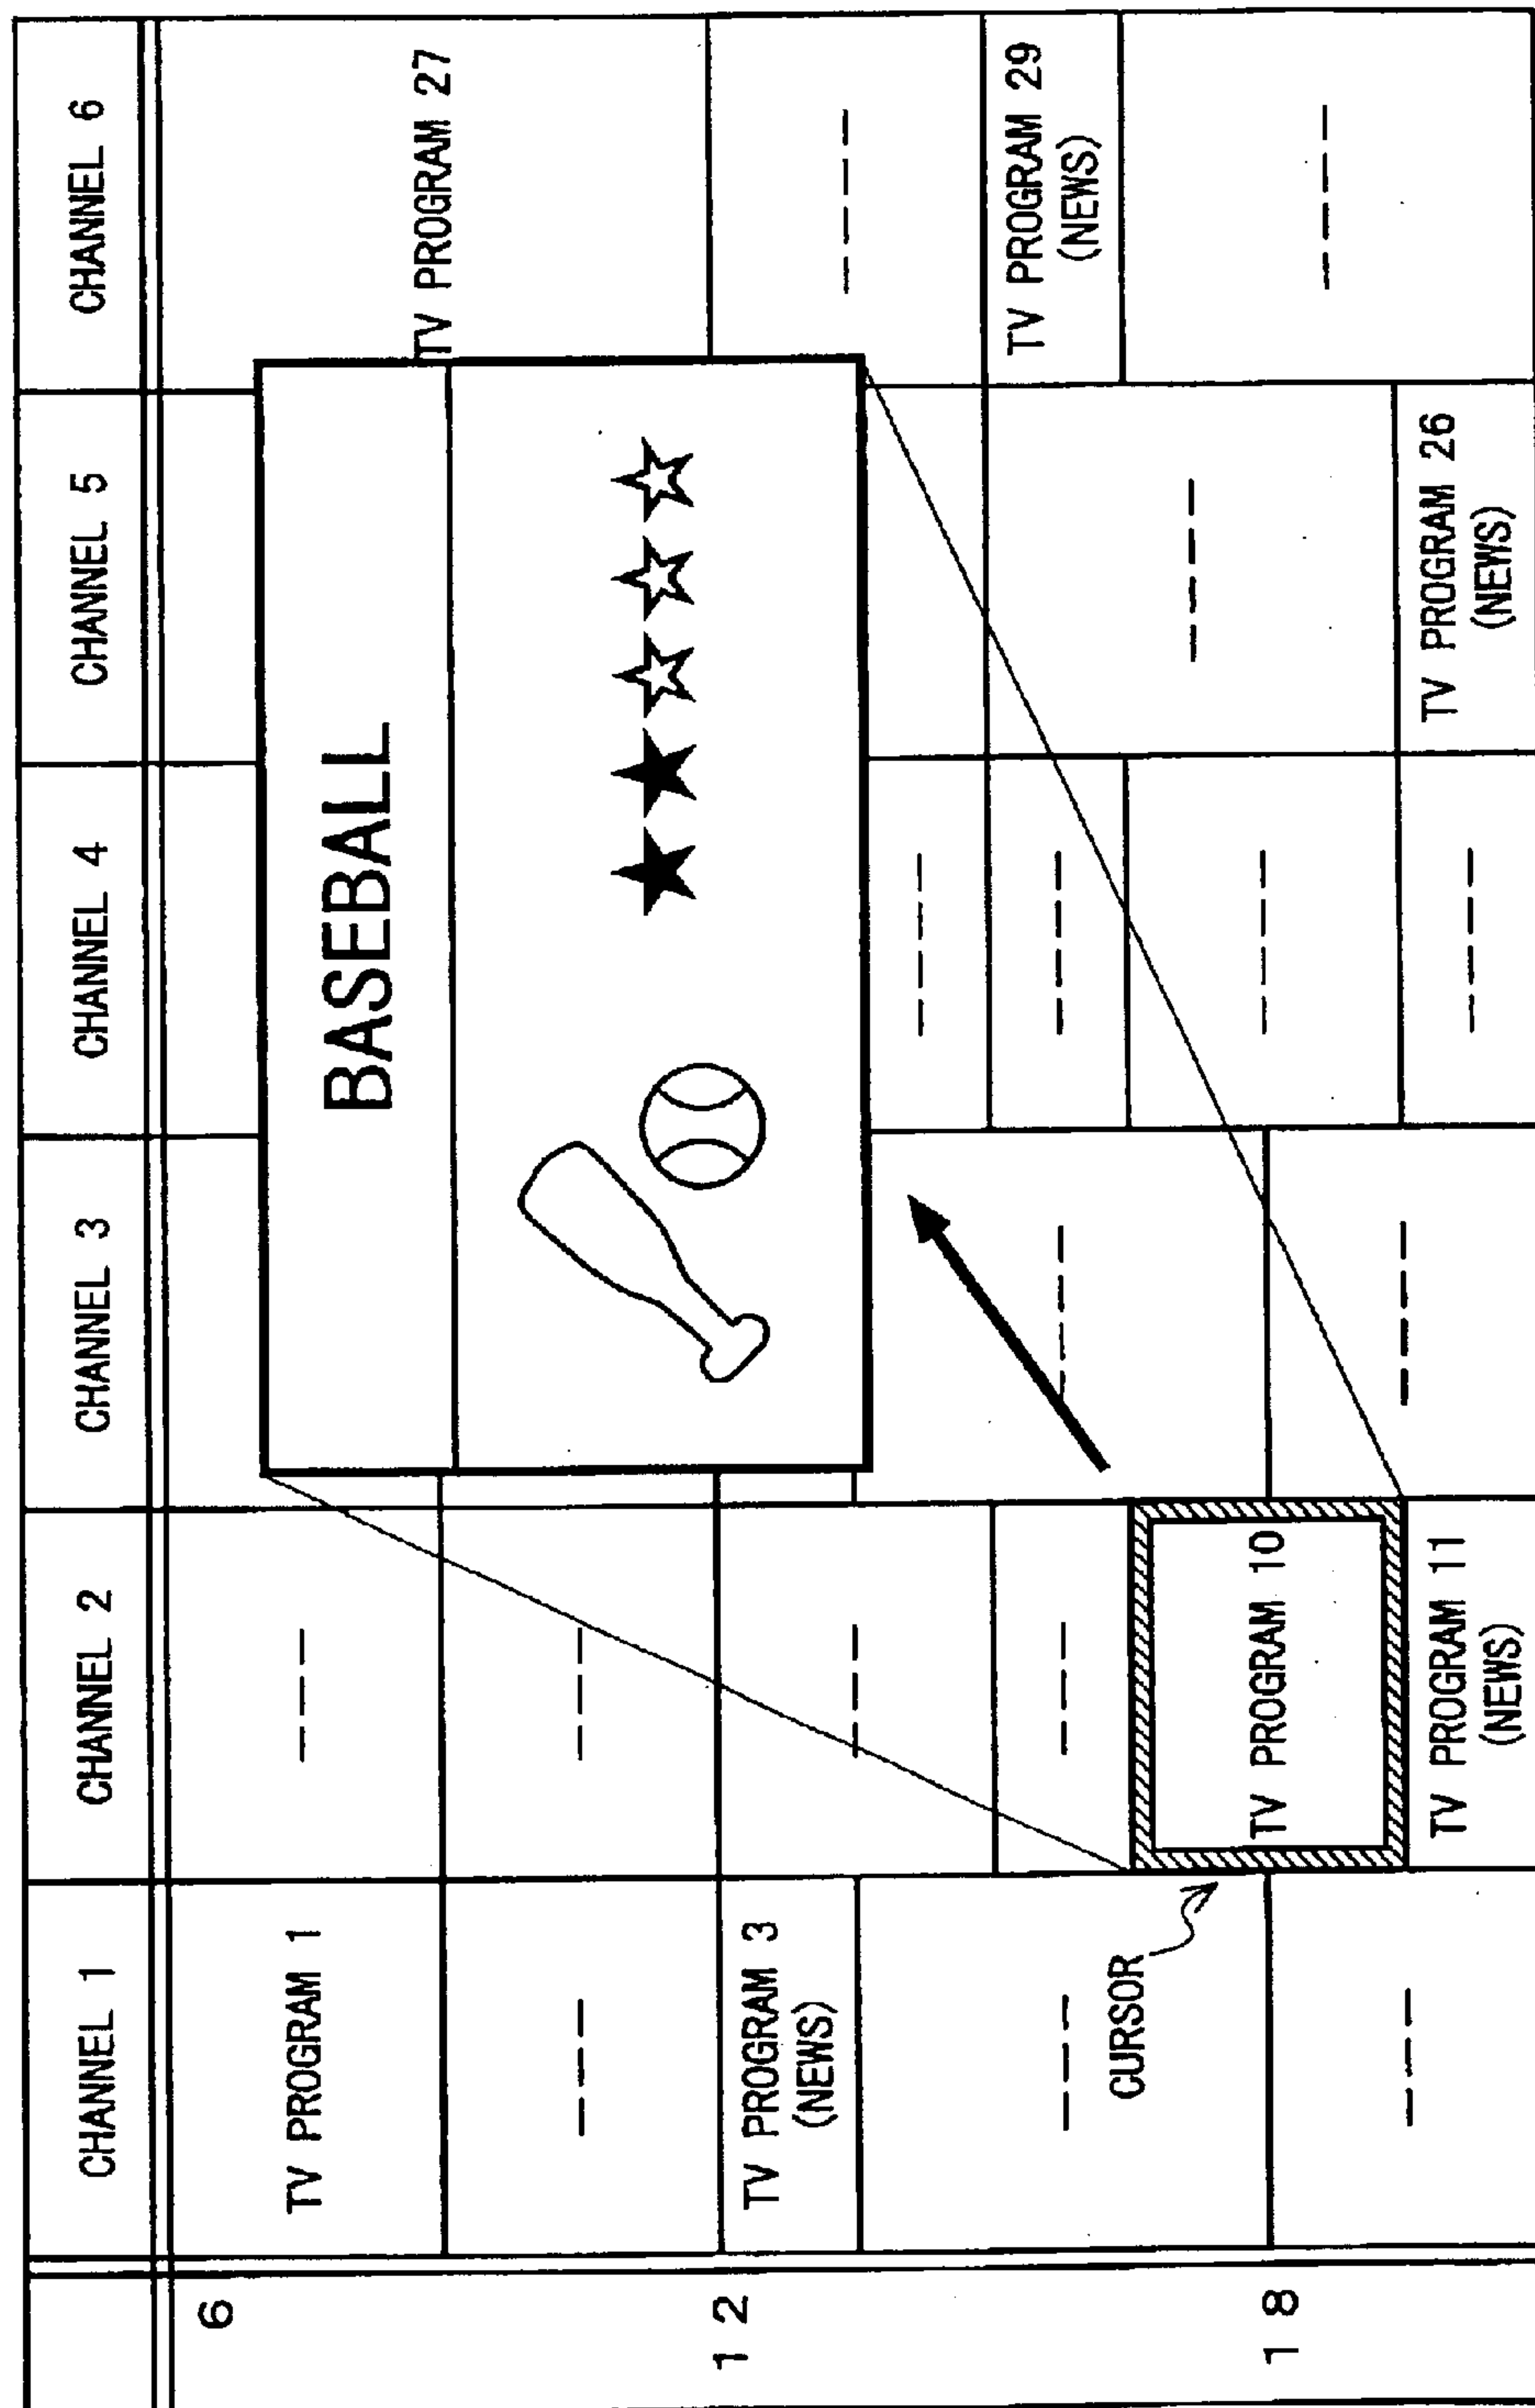 CHANNEL 1
CHANNEL 2
CHANNEL 3
CHANNEL 4
CHANNEL 5
CHANNEL 6
6
12
18
TV PROGRAM 1
TV PROGRAM 3
(NEWS)
CURSOR
TV PROGRAM 10
TV PROGRAM 11
(NEWS)
BASEBALL
TV PROGRAM 26
(NEWS)
TV PROGRAM 27
TV PROGRAM 29
(NEWS)